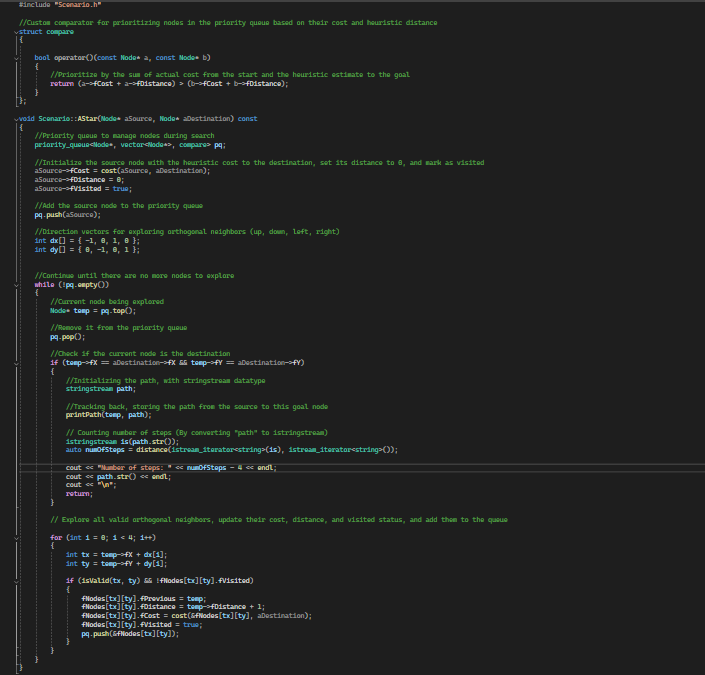 #include "Scenario.h"
//Custom comparator for prioritizing nodes in the priority queue based on their cost and heuristic distance
struct compare
{
bool operator()(const Node* a, const Node* b)
{
//Prioritize by the sum of actual cost from the start and the heuristic estimate to the goal
return (a->fCost + a->fDistance) > (b->fCost + b->fDistance);
}
};
void Scenario::AStar(Node* aSource, Node* aDestination) const
{
//Priority queue to manage nodes during search
priority_queue<Node*, vector<Node*>, compare> pq;
//Initialize the source node with the heuristic cost to the destination, set its distance to 0, and mark as visited
aSource->fCost = cost(aSource, aDestination);
aSource->fDistance = 0;
aSource->fVisited = true;
//Add the source node to the priority queue
pq.push(aSource);
//Direction vectors for exploring orthogonal neighbors (up, down, left, right)
int dx[] = { -1, 0, 1, 0 };
int dy[] = { 0, -1, 0, 1 };
//Continue until there are no more nodes to explore
while (!pq.empty())
{
//Current node being explored
Node* temp = pq.top();
//Remove it from the priority queue
pq.pop();
//Check if the current node is the destination
if (temp->fX == aDestination->fX && temp->fY == aDestination->fY)
{
//Initializing the path, with stringstream datatype
stringstream path;
//Tracking back, storing the path from the source to this goal node
printPath(temp, path);
// Counting number of steps (By converting "path" to istringstream)
istringstream is(path.str());
auto numOfSteps = distance(istream_iterator<string>(is), istream_iterator<string>());
cout << "Number of steps: " << numOfSteps - 4 << endl;
cout << path.str() << endl;
cout << "\n";
return;
}
// Explore all valid orthogonal neighbors, update their cost, distance, and visited status, and add them to the queue
for (int i = 0; i < 4; i++)
{
int tx = temp->fX + dx[i];
int ty = temp->fY + dy[i];
if (isValid(tx, ty) && !fNodes[tx][ty].fVisited)
{
fNodes[tx][ty].fPrevious = temp;
fNodes[tx][ty].fDistance = temp->fDistance + 1;
fNodes[tx][ty].fCost = cost(&fNodes[tx][ty], aDestination);
fNodes[tx][ty].fVisited = true;
pq.push(&fNodes[tx][ty]);
}
}
}
}